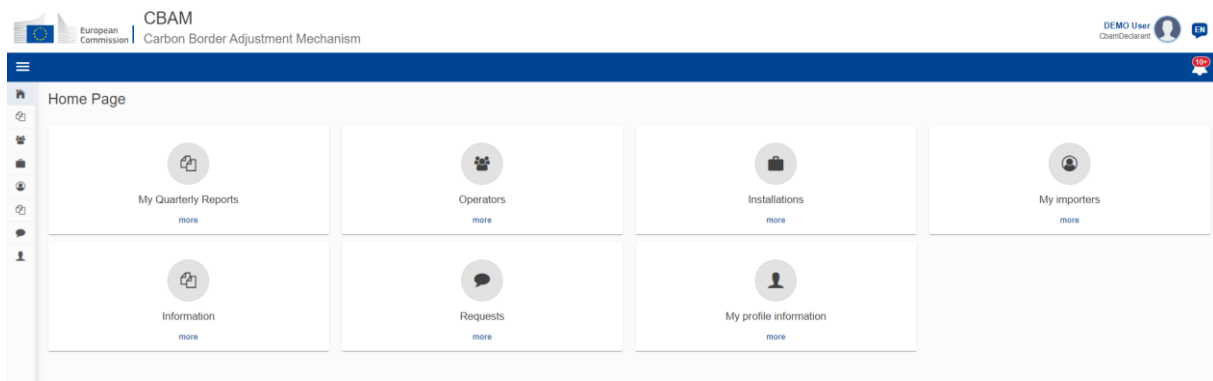 European
Commission
CBAM
Carbon Border Adjustment Mechanism
DEMO User
CbamDeclarant
EN
10+
Home Page
My Quarterly Reports
more
Operators
more
Installations
more
My importers
more
Information
more
Requests
more
My profile information
more